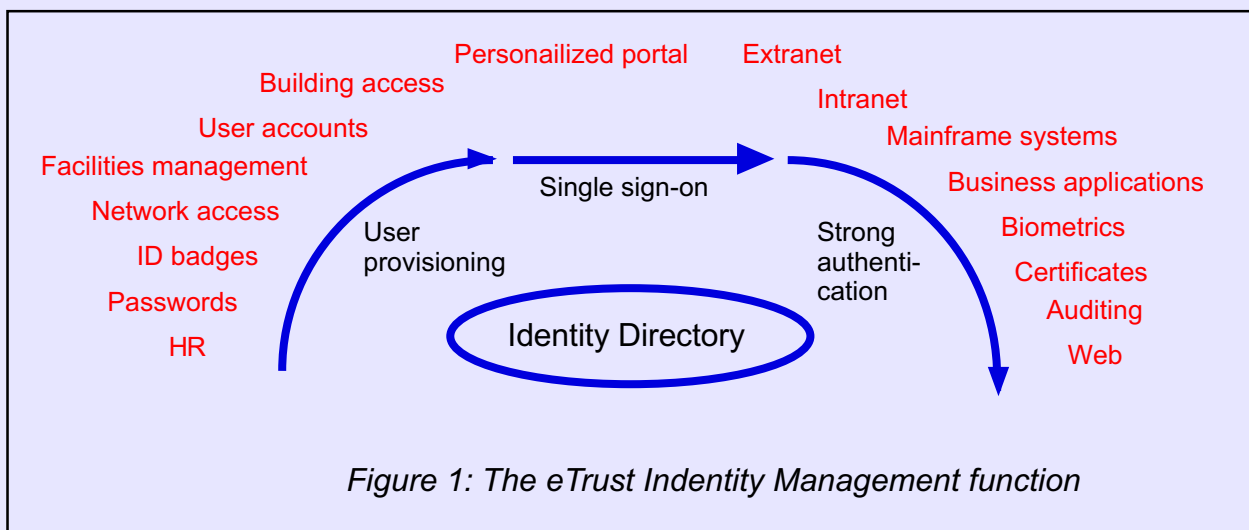 Personailized portal
Extranet
Building access
Intranet
User accounts
Mainframe systems
Facilities management
Single sign-on
Business applications
Network access
User
provisioning
Strong
authenti-
cation
Biometrics
ID badges
Certificates
Passwords
Auditing
Identity Directory
HR
Web
Figure 1: The eTrust Indentity Management function